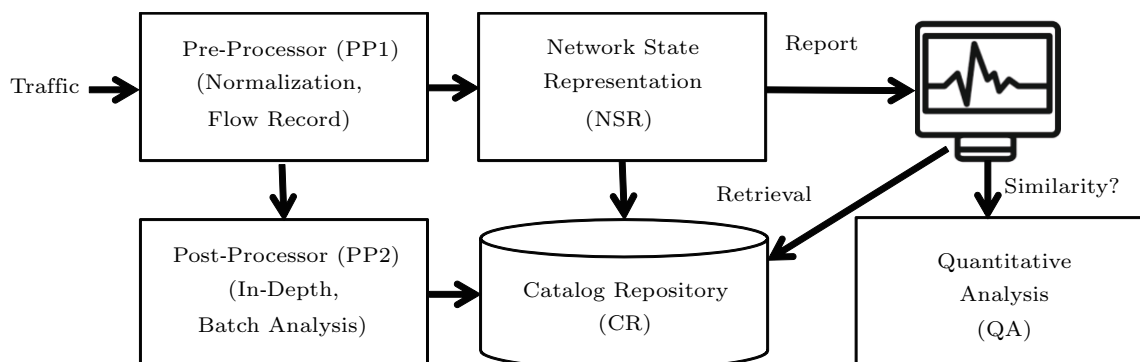 Traffic
Pre-Processor (PP1)
(Normalization,
Flow Record)
Network State
Representation
(NSR)
Report
Retrieval
Similarity?
Post-Processor (PP2)
(In-Depth,
Batch Analysis)
Catalog Repository
(CR)
Quantitative
Analysis
(QA)